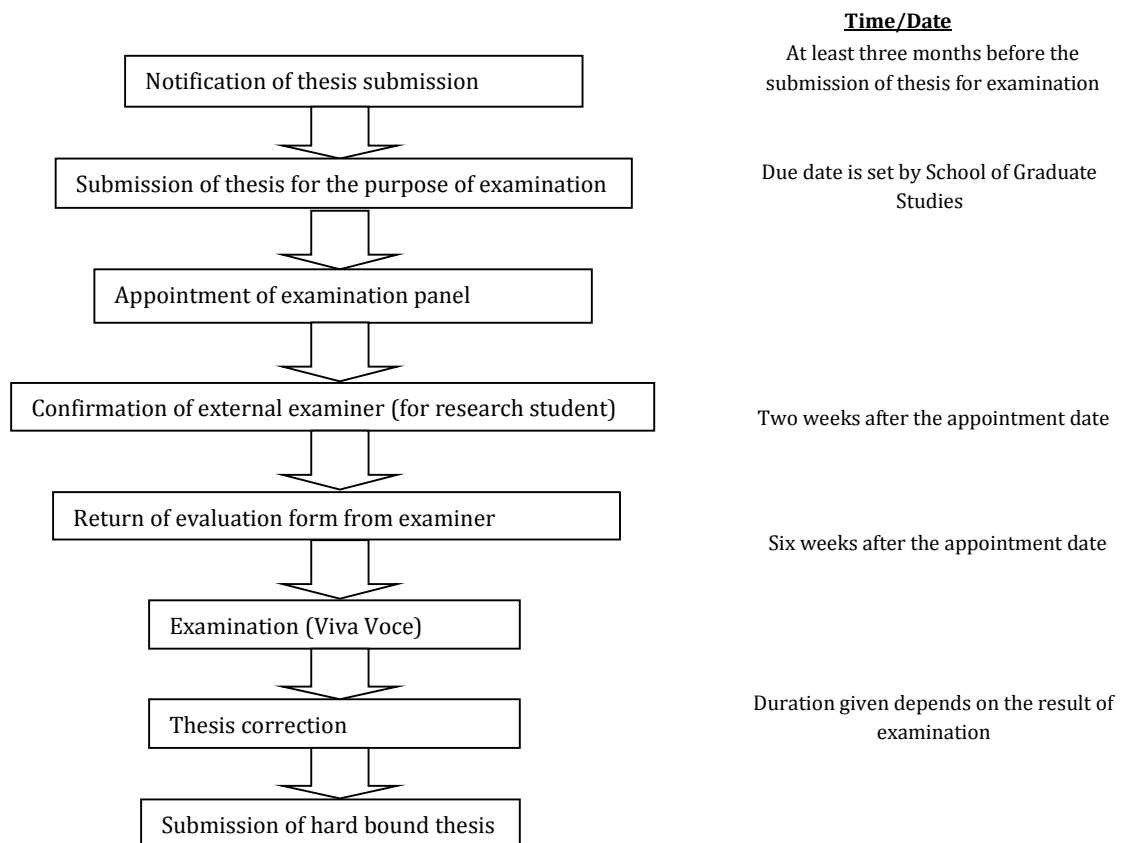 Time/Date
Notification of thesis submission
At least three months before the
submission of thesis for examination
Submission of thesis for the purpose of examination
Due date is set by School of Graduate
Studies
Appointment of examination panel
Confirmation of external examiner (for research student)
Two weeks after the appointment date
Return of evaluation form from examiner
Six weeks after the appointment date
Examination (Viva Voce)
Thesis correction
Duration given depends on the result of
examination
Submission of hard bound thesis